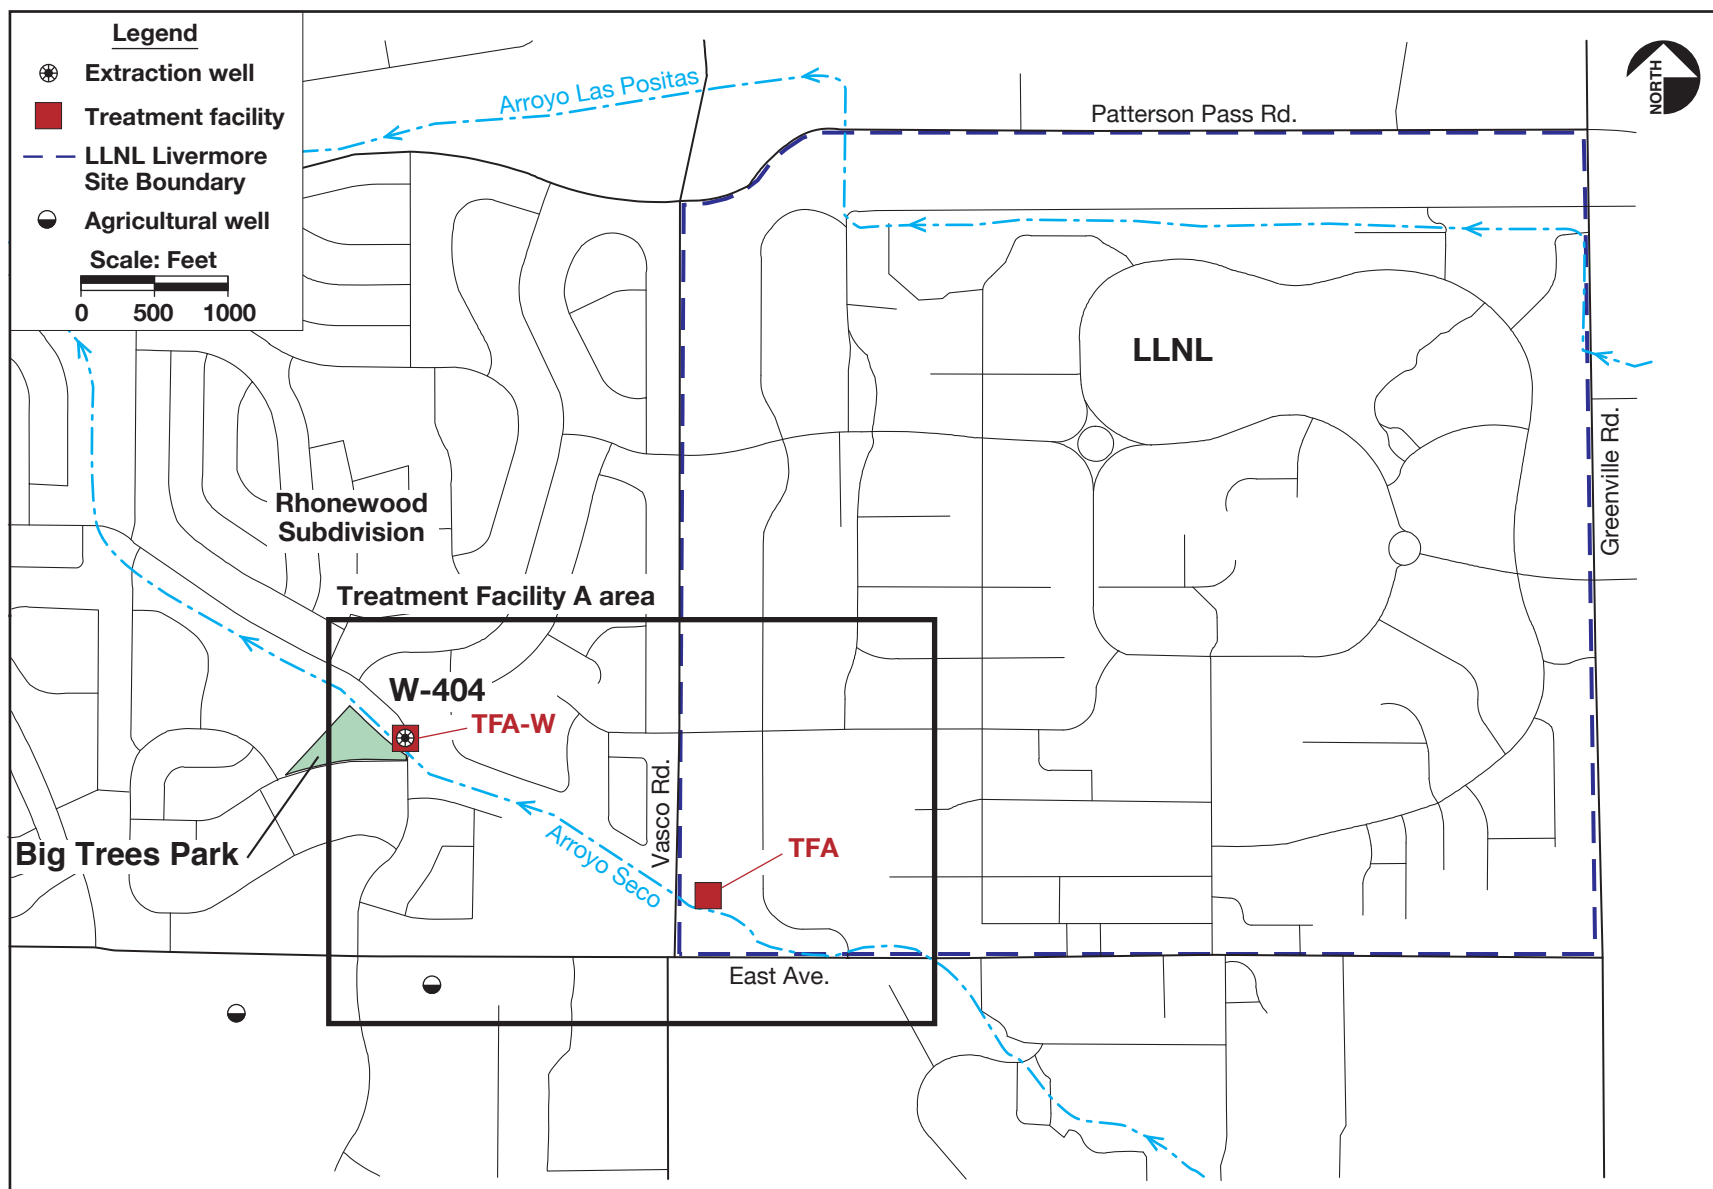 Legend
Extraction well
Treatment facility
LLNL Livermore
Site Boundary
Agricultural well
Scale: Feet
0 500 1000
Arroyo Las Positas
Patterson Pass Rd.
NORTH
LLNL
Greenville Rd.
Rhonewood
Subdivision
Treatment Facility A area
W-404
TFA-W
Vasco Rd.
Big Trees Park
Arroyo Seco
TFA
East Ave.